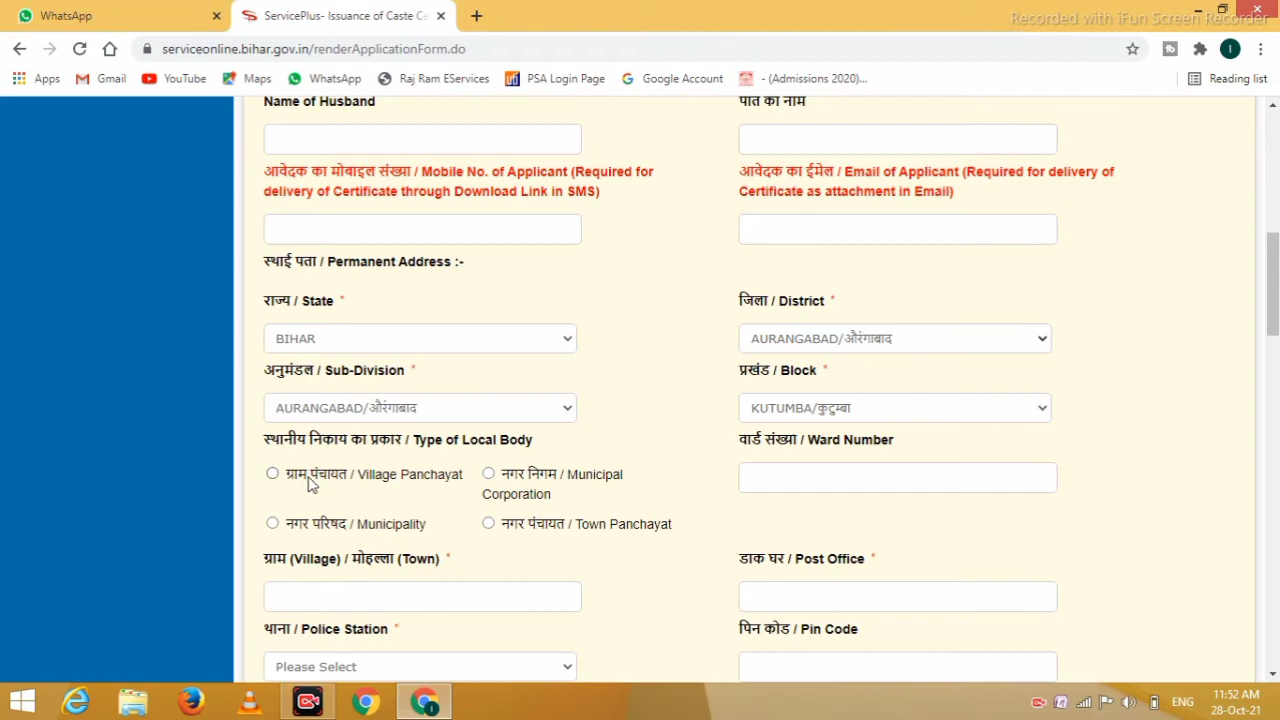 WhatsApp
ServicePlus- Issuance of Caste Ce
Recorded with iFun Screen Recorder
serviceonline.bihar.gov.in/renderApplicationForm.do
Apps Gmail YouTube Maps WhatsApp Raj Ram EServices PSA Login Page Google Account - (Admissions 2020)... Reading list
Name of Husband
पति का नाम
आवेदक का मोबाइल संख्या / Mobile No. of Applicant (Required for
delivery of Certificate through Download Link in SMS)
आवेदक का ईमेल / Email of Applicant (Required for delivery of
Certificate as attachment in Email)
स्थाई पता / Permanent Address :-
राज्य / State *
जिला / District *
BIHAR
AURANGABAD/औरंगाबाद
अनुमंडल / Sub-Division *
प्रखंड / Block *
AURANGABAD/औरंगाबाद
KUTUMBA/कुटुम्बा
स्थानीय निकाय का प्रकार / Type of Local Body
वार्ड संख्या / Ward Number
ग्राम पंचायत / Village Panchayat
नगर निगम / Municipal
Corporation
नगर परिषद / Municipality
नगर पंचायत / Town Panchayat
ग्राम (Village) / मोहल्ला (Town) *
डाक घर / Post Office *
थाना / Police Station *
पिन कोड / Pin Code
Please Select
ENG
11:52 AM
28-Oct-21